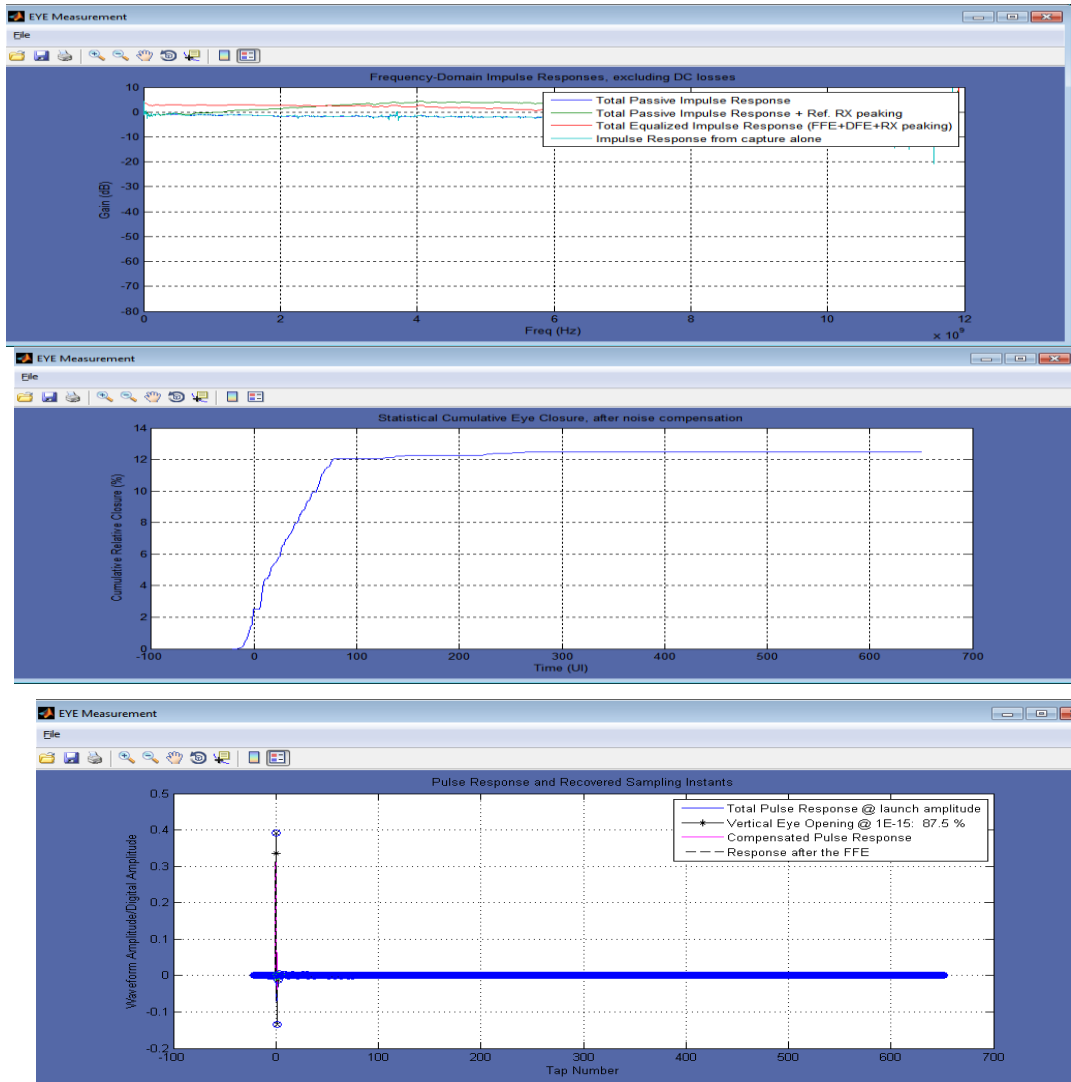 EYE Measurement
File
Frequency-Domain Impulse Responses, excluding DC losses
Total Passive Impulse Response
Total Passive Impulse Response + Ref. RX peaking
Total Equalized Impulse Response (FFE+DFE+RX peaking)
Impulse Response from capture alone
Gain (dB)
10
0
-10
-20
-30
-40
-50
-60
-70
-80
0 2 4 6 8 10 12
Freq (Hz)
x 10^9
EYE Measurement
File
Statistical Cumulative Eye Closure, after noise compensation
Cumulative Relative Closure (%)
14
12
10
8
6
4
2
0
-100 0 100 200 300 400 500 600 700
Time (UI)
EYE Measurement
File
Pulse Response and Recovered Sampling Instants
Total Pulse Response @ launch amplitude
Vertical Eye Opening @ 1E-15: 87.5 %
Compensated Pulse Response
Response after the FFE
Waveform Amplitude/Digital Amplitude
0.5
0.4
0.3
0.2
0.1
0
-0.1
-0.2
-100 0 100 200 300 400 500 600 700
Tap Number